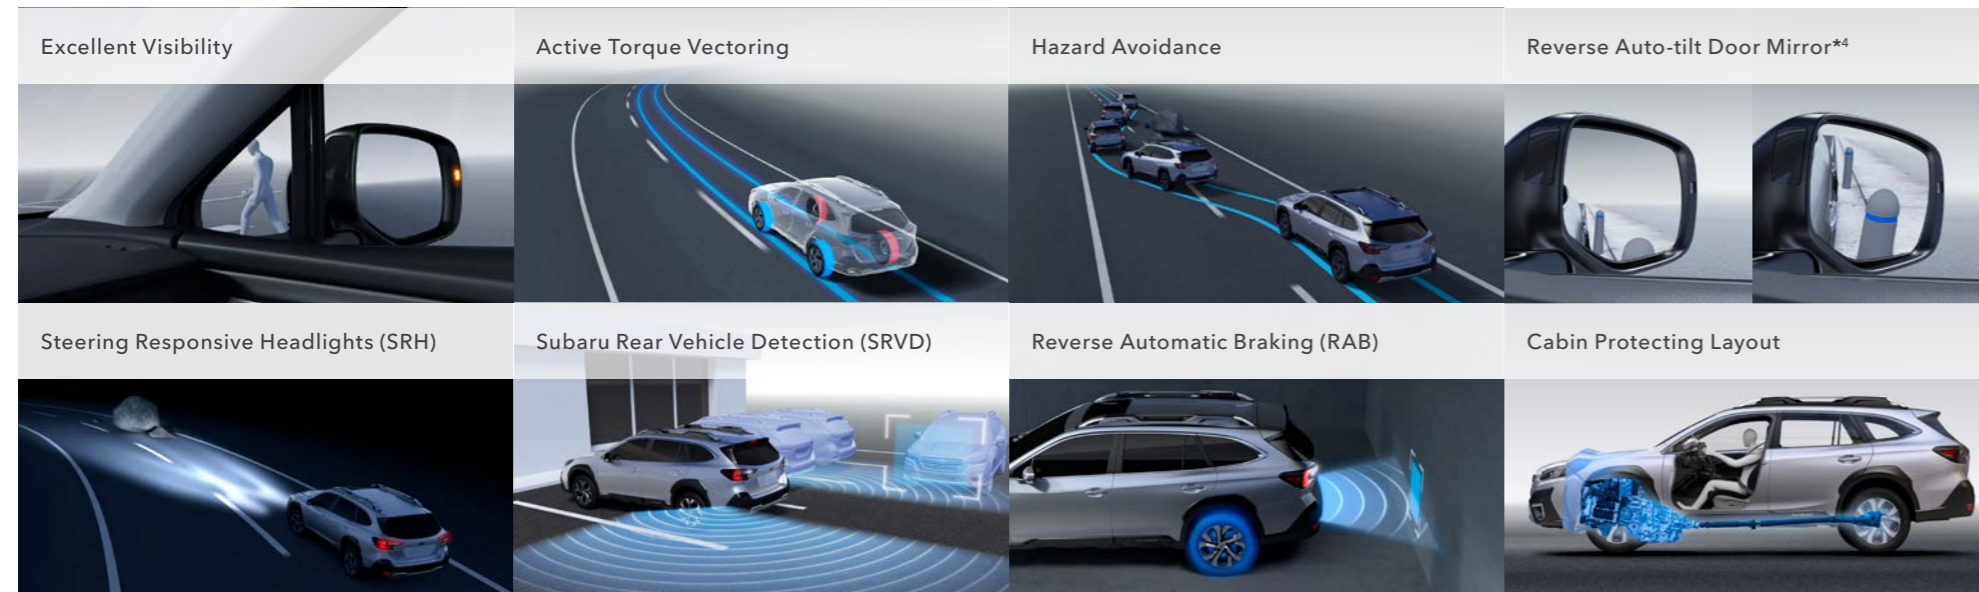 Excellent Visibility
Active Torque Vectoring
Hazard Avoidance
Reverse Auto-tilt Door Mirror*4
Steering Responsive Headlights (SRH)
Subaru Rear Vehicle Detection (SRVD)
Reverse Automatic Braking (RAB)
Cabin Protecting Layout